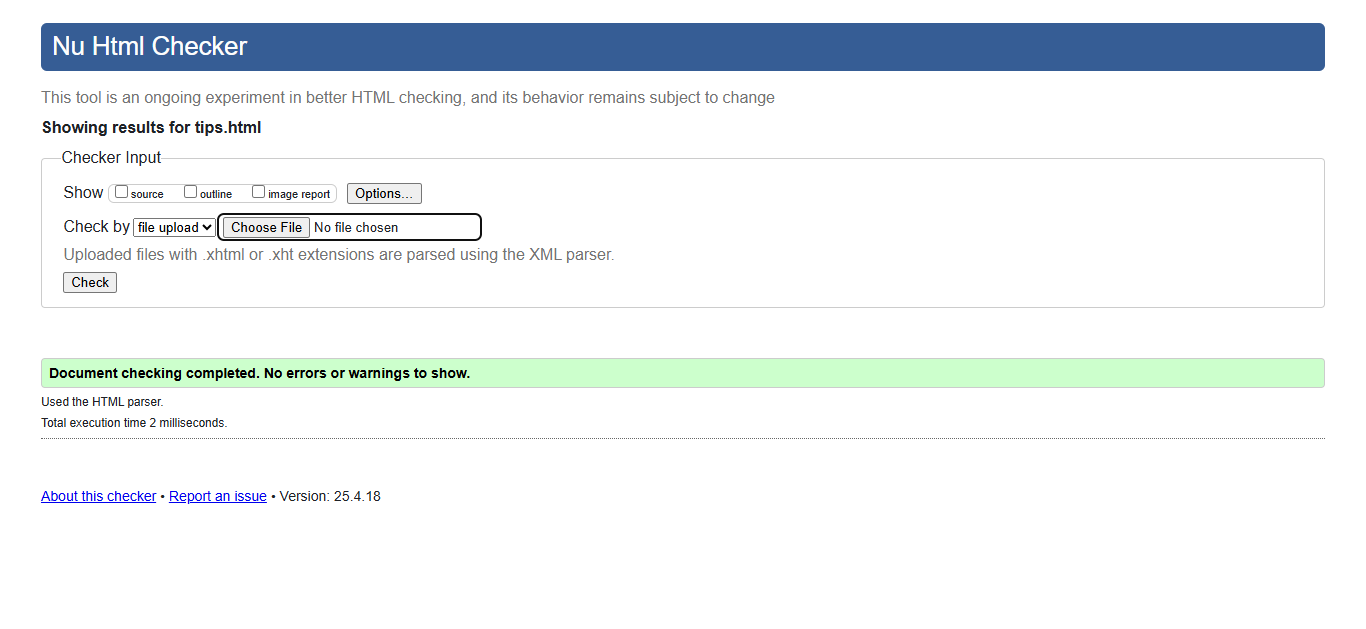 Nu Html Checker
This tool is an ongoing experiment in better HTML checking, and its behavior remains subject to change
Showing results for tips.html
Checker Input
Show source outline image report Options...
Check by file upload Choose File No file chosen
Uploaded files with .xhtml or .xht extensions are parsed using the XML parser.
Check
Document checking completed. No errors or warnings to show.
Used the HTML parser.
Total execution time 2 milliseconds.
About this checker • Report an issue • Version: 25.4.18